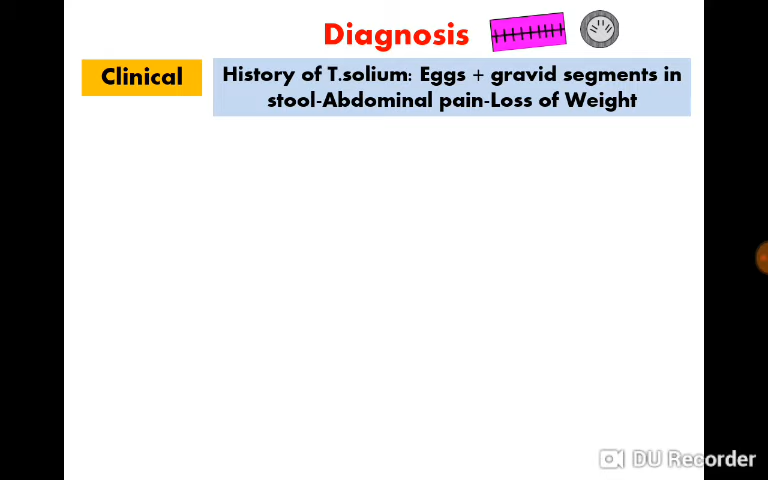 Diagnosis
Clinical
History of T.solium: Eggs + gravid segments in
stool-Abdominal pain-Loss of Weight
DU Recorder